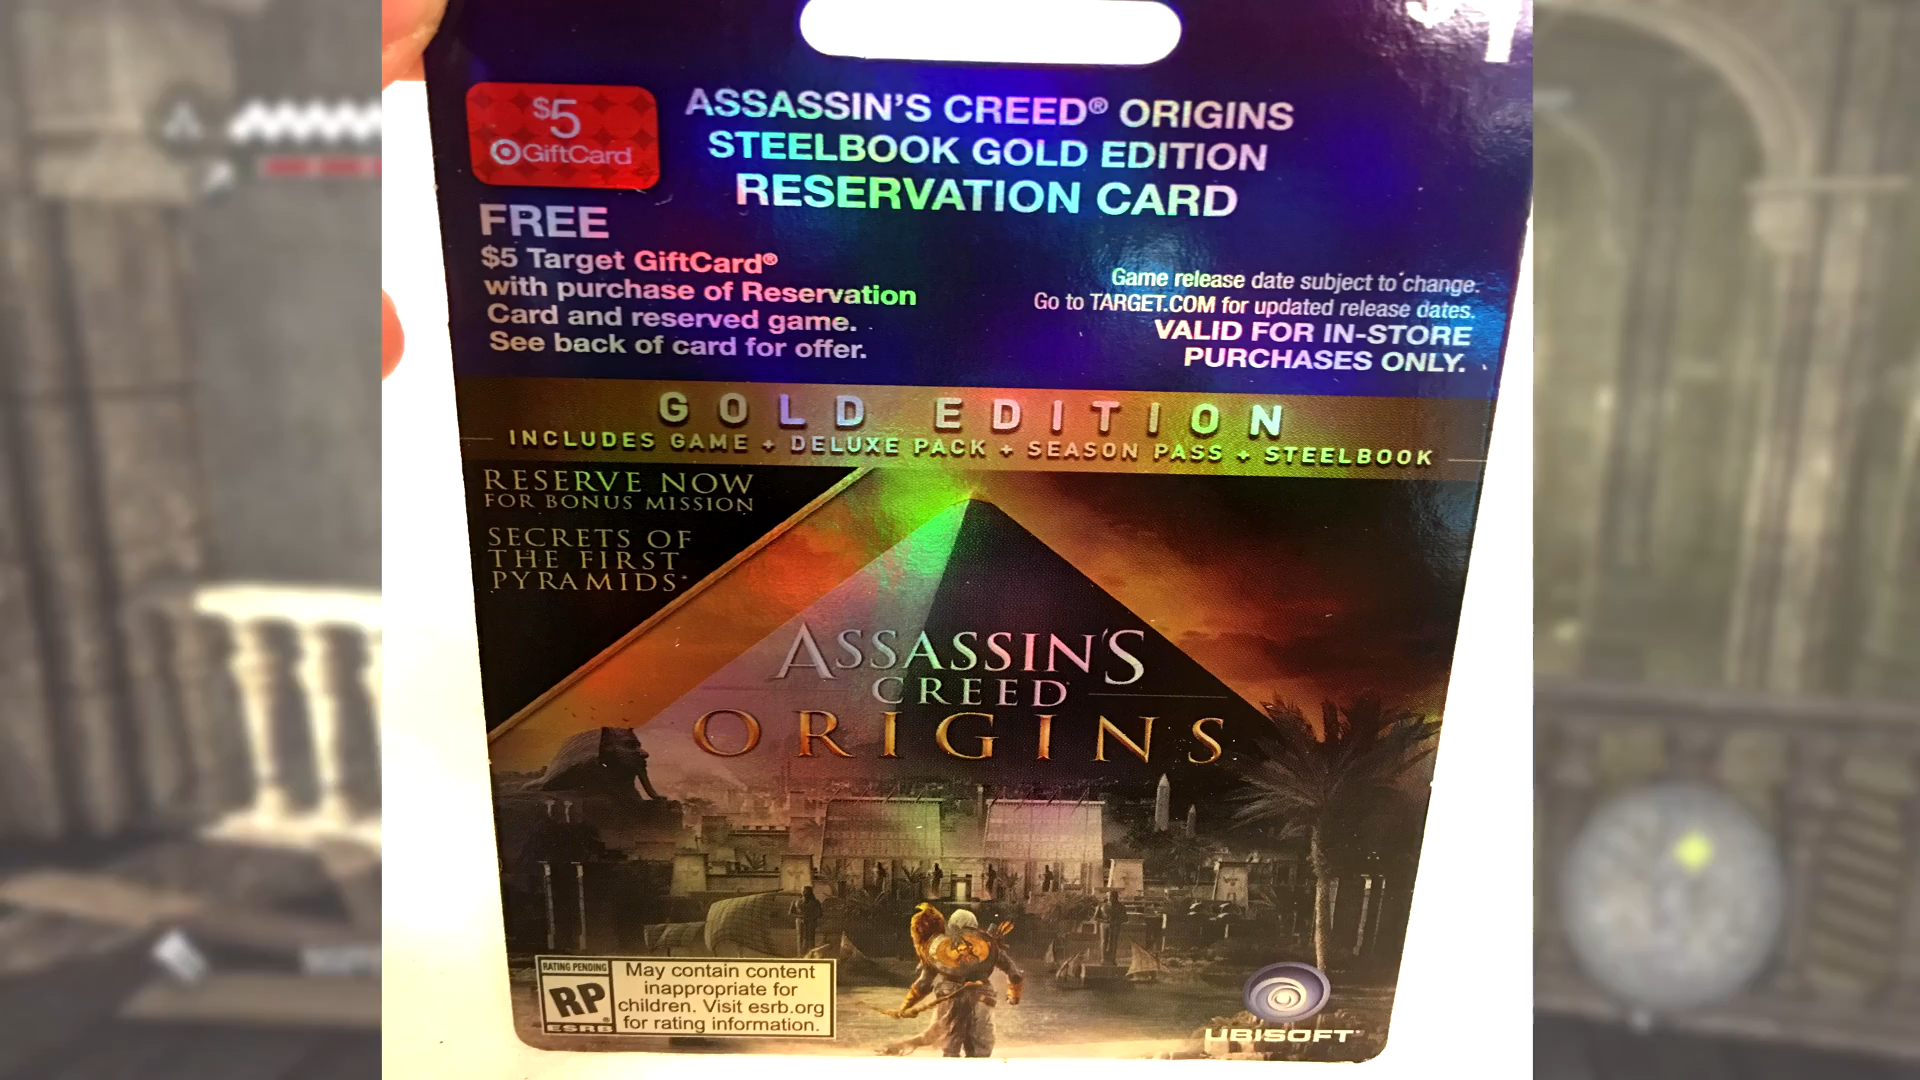 $5
GiftCard
ASSASSIN'S CREED® ORIGINS
STEELBOOK GOLD EDITION
RESERVATION CARD
FREE
$5 Target GiftCard®
with purchase of Reservation
Card and reserved game.
See back of card for offer.
Game release date subject to change.
Go to TARGET.COM for updated release dates.
VALID FOR IN-STORE
PURCHASES ONLY.
GOLD EDITION
INCLUDES GAME + DELUXE PACK + SEASON PASS + STEELBOOK
RESERVE NOW
FOR BONUS MISSION
SECRETS OF
THE FIRST
PYRAMIDS*
ASSASSIN'S
CREED
ORIGINS
RATING PENDING
RP
ESRB
May contain content
inappropriate for
children. Visit esrb.org
for rating information.
UBISOFT